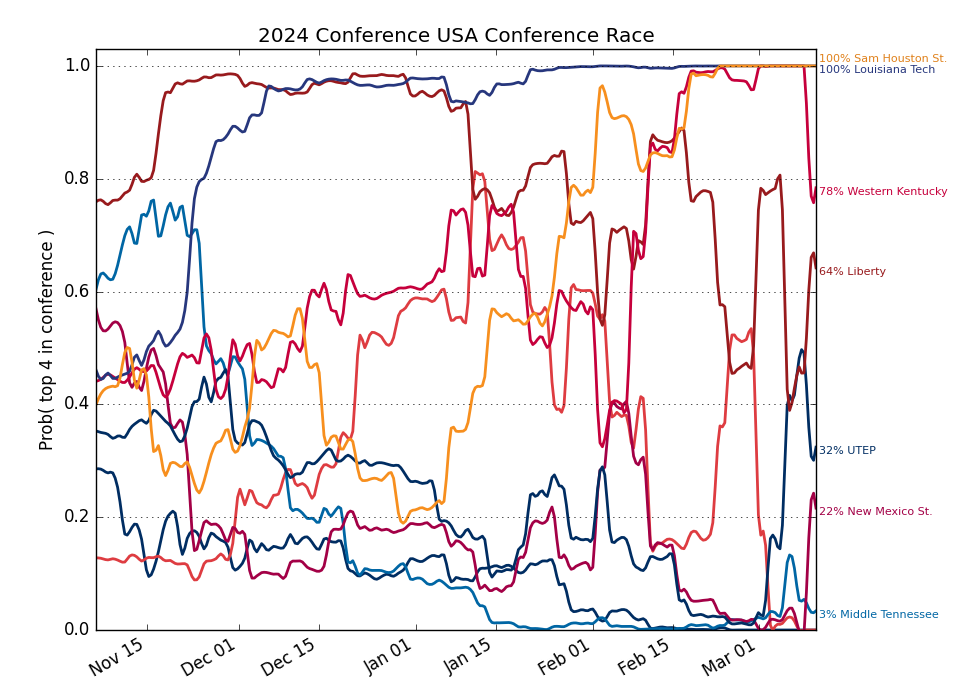 2024 Conference USA Conference Race
Prob( top 4 in conference )
1.0
0.8
0.6
0.4
0.2
0.0
Nov 15
Dec 01
Dec 15
Jan 01
Jan 15
Feb 01
Feb 15
Mar 01
100% Sam Houston St.
100% Louisiana Tech
78% Western Kentucky
64% Liberty
32% UTEP
22% New Mexico St.
3% Middle Tennessee